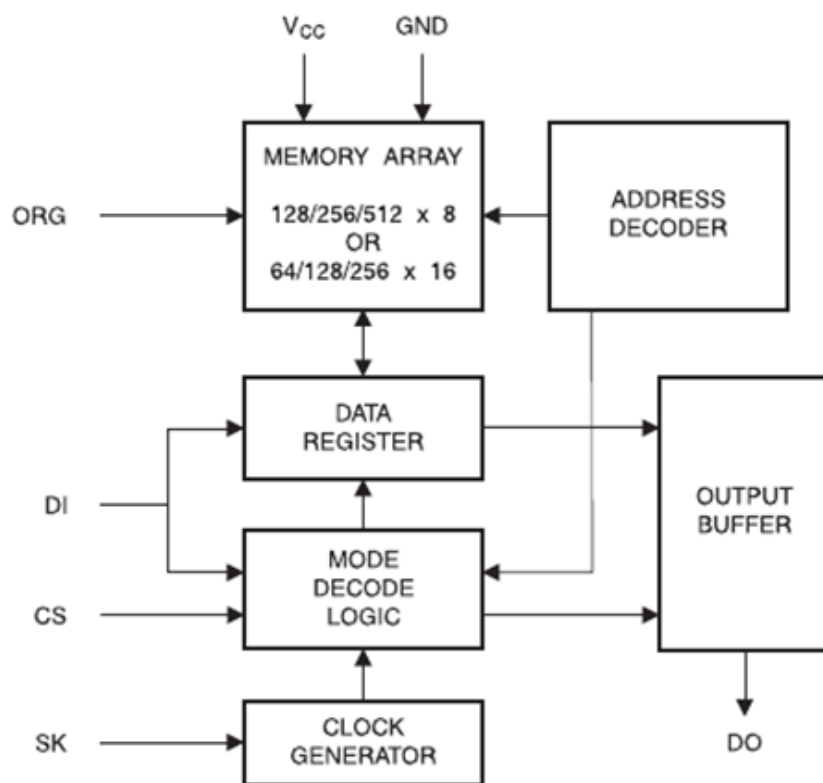 VCC GND
MEMORY ARRAY
128/256/512 x 8
OR
64/128/256 x 16
ADDRESS
DECODER
ORG
DATA
REGISTER
DI
OUTPUT
BUFFER
MODE
DECODE
LOGIC
CS
CLOCK
GENERATOR
SK
DO